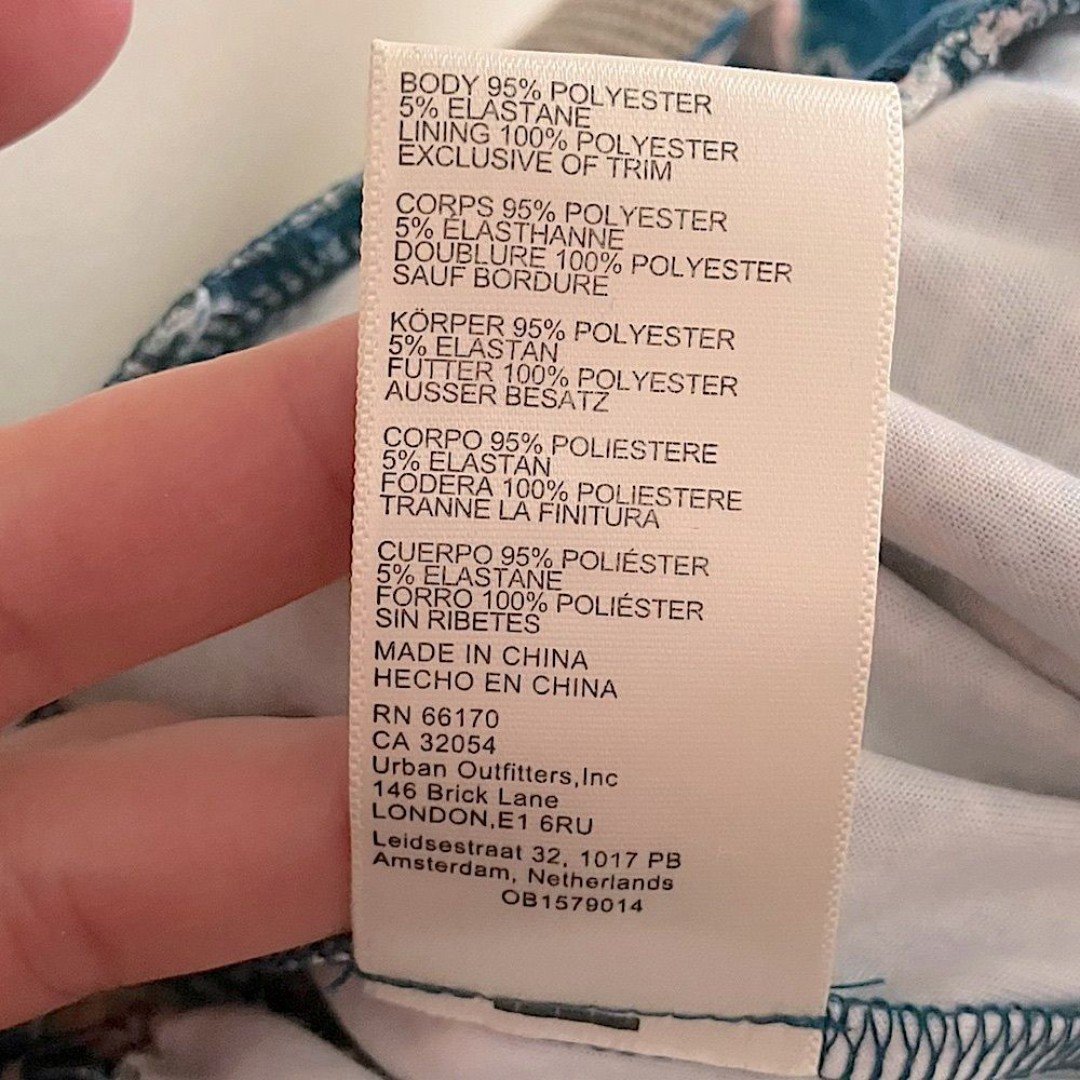 BODY 95% POLYESTER
5% ELASTANE
LINING 100% POLYESTER
EXCLUSIVE OF TRIM
CORPS 95% POLYESTER
5% ÉLASTHANNE
DOUBLURE 100% POLYESTER
SAUF BORDURE
KÖRPER 95% POLYESTER
5% ELASTAN
FUTTER 100% POLYESTER
AUSSER BESATZ
CORPO 95% POLIESTERE
5% ELASTAN
FODERA 100% POLIESTERE
TRANNE LA FINITURA
CUERPO 95% POLIÉSTER
5% ELASTANE
FORRO 100% POLIÉSTER
SIN RIBETES
MADE IN CHINA
HECHO EN CHINA
RN 66170
CA 32054
Urban Outfitters,Inc
146 Brick Lane
LONDON,E1 6RU
Leidsestraat 32, 1017 PB
Amsterdam, Netherlands
OB1579014